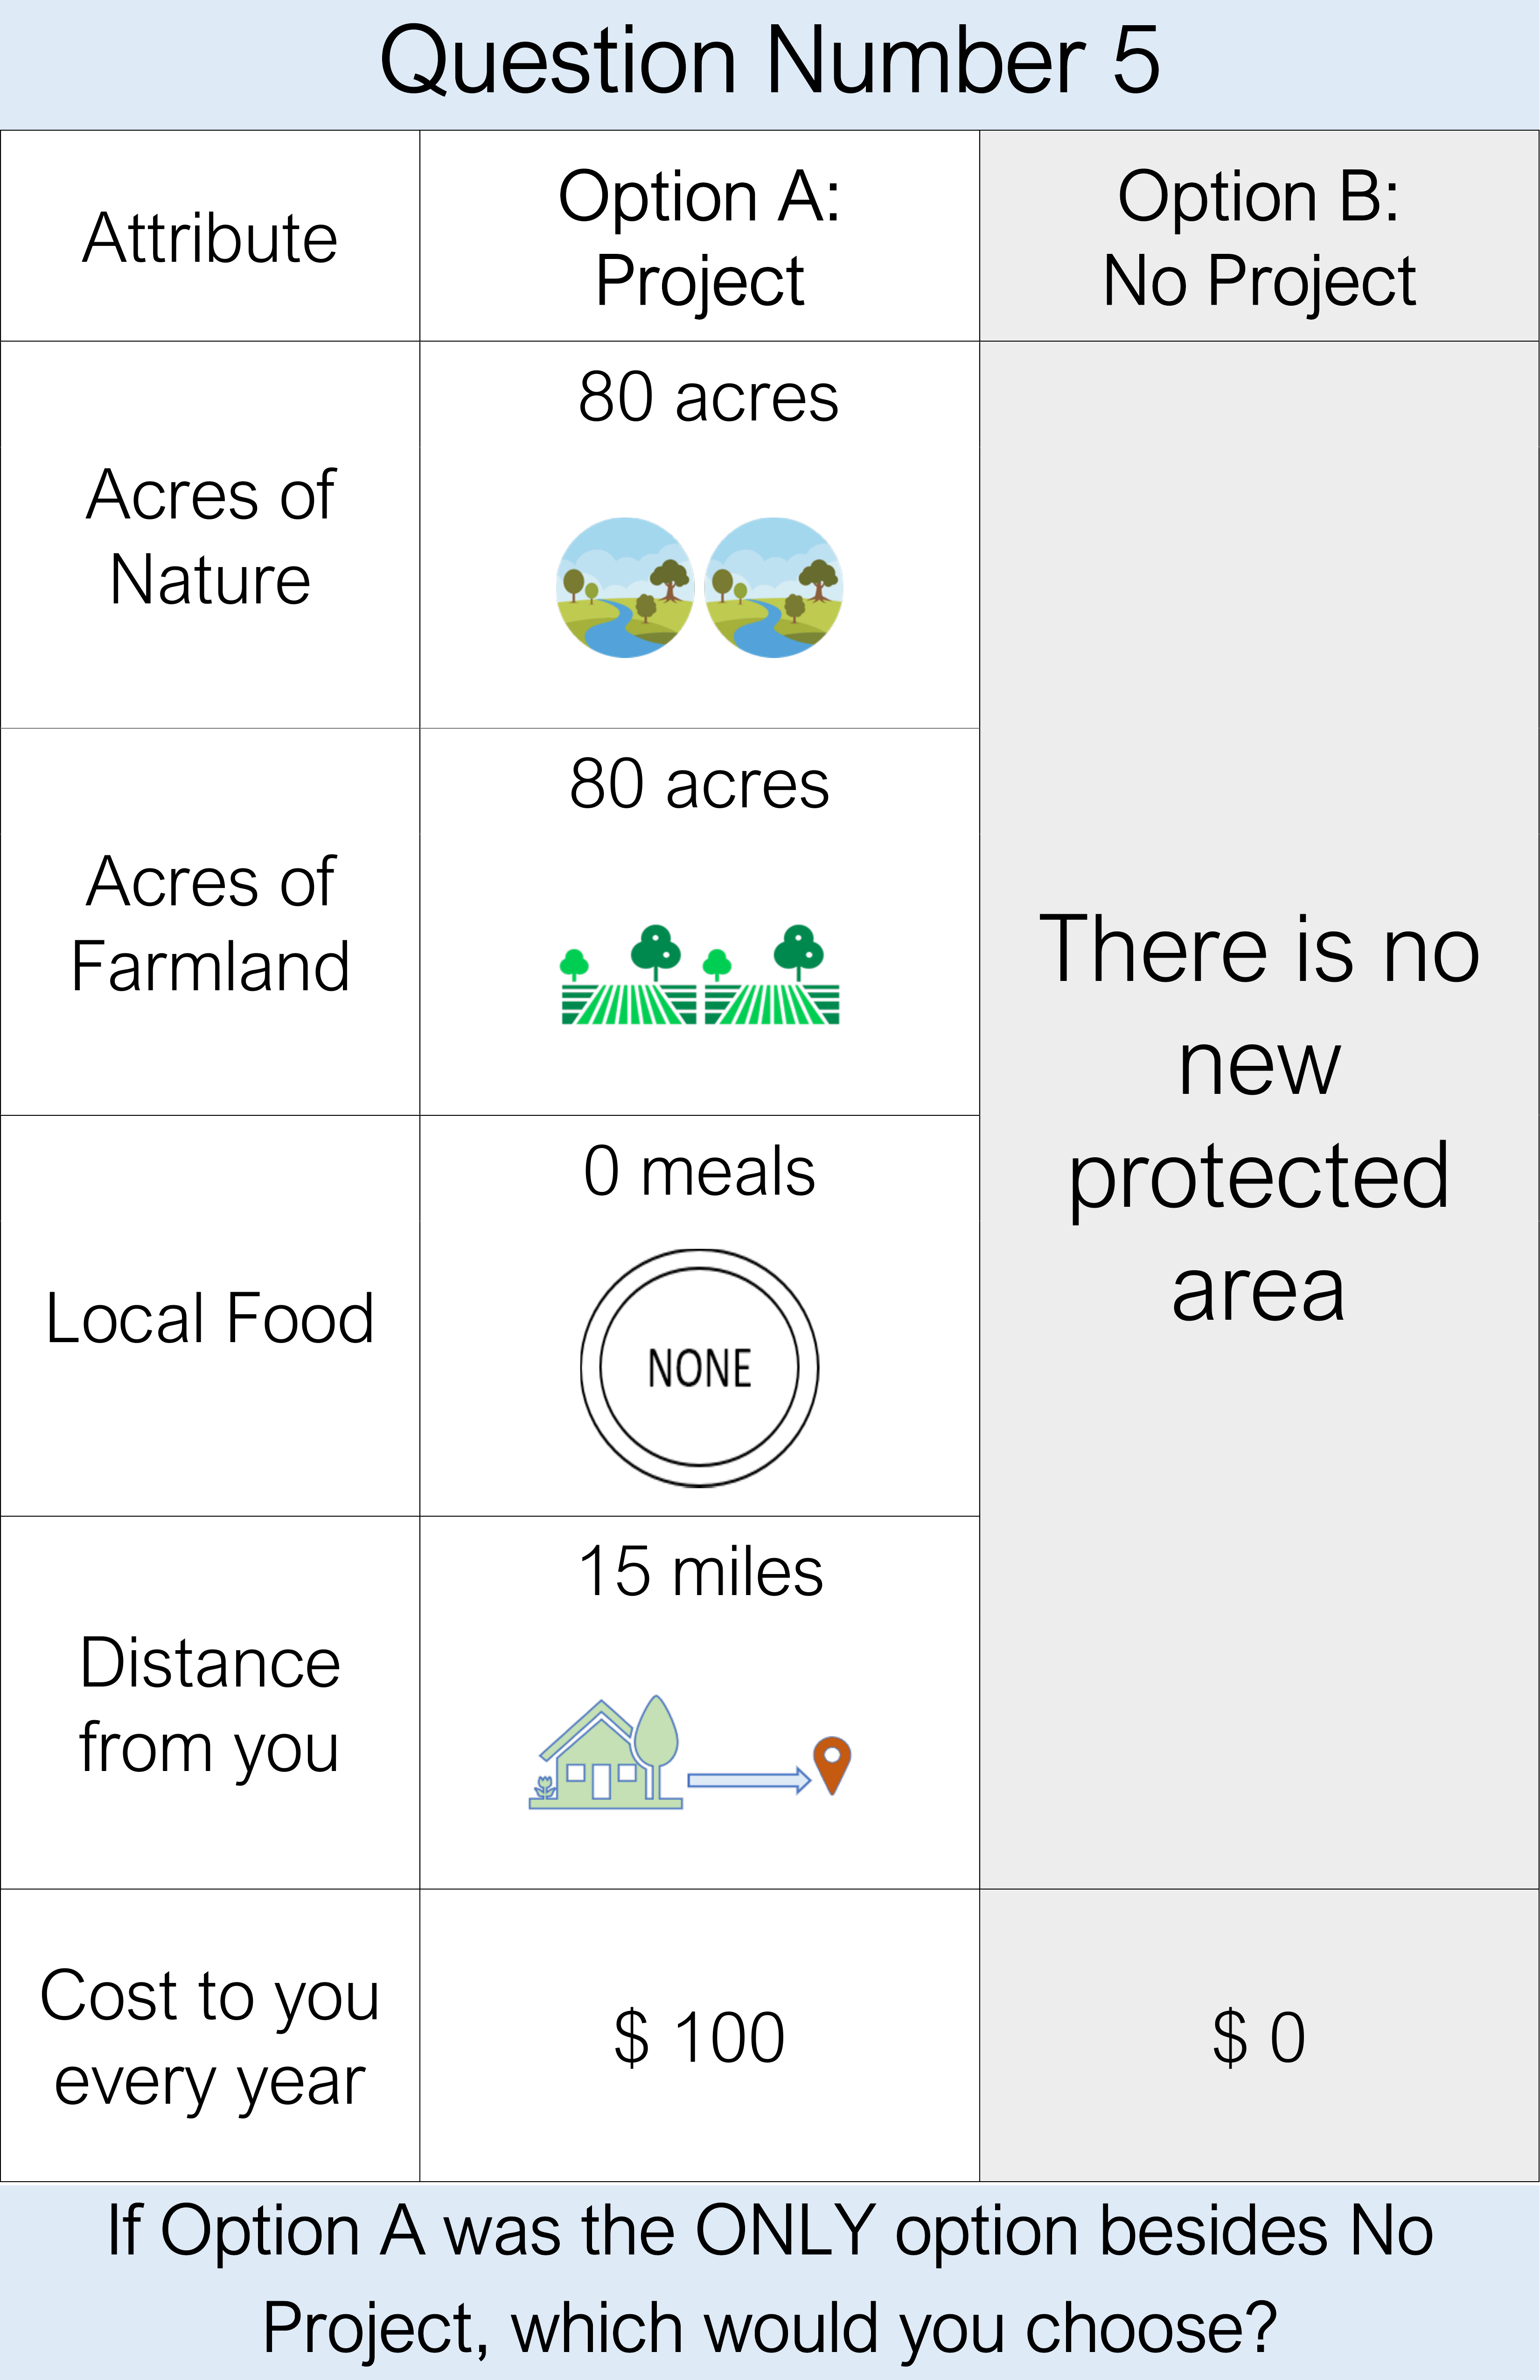 Question Number 5
Attribute
Option A:
Project
Option B:
No Project
Acres of
Nature
80 acres
Acres of
Farmland
80 acres
Local Food
0 meals
NONE
Distance
from you
15 miles
There is no
new
protected
area
Cost to you
every year
$ 100
$ 0
If Option A was the ONLY option besides No
Project, which would you choose?